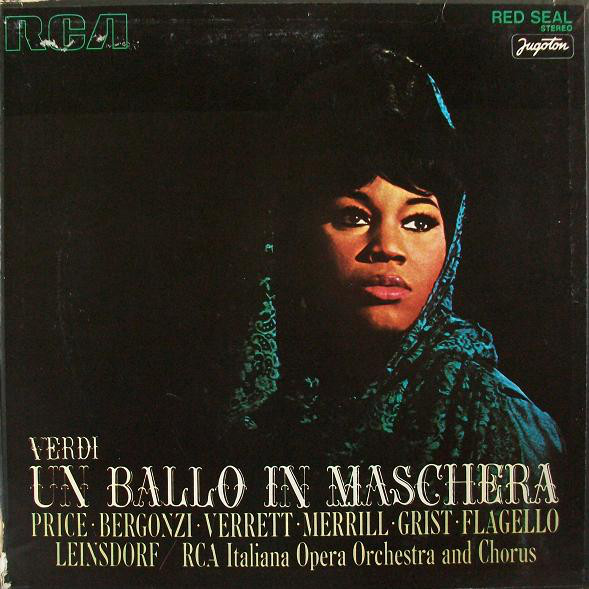 RCA
RED SEAL
STEREO
Jugoton
VERDI
UN BALLO IN MASCHERA
PRICE · BERGONZI · VERRETT · MERRILL · GRIST · FLAGELLO
LEINSDORF / RCA Italiana Opera Orchestra and Chorus